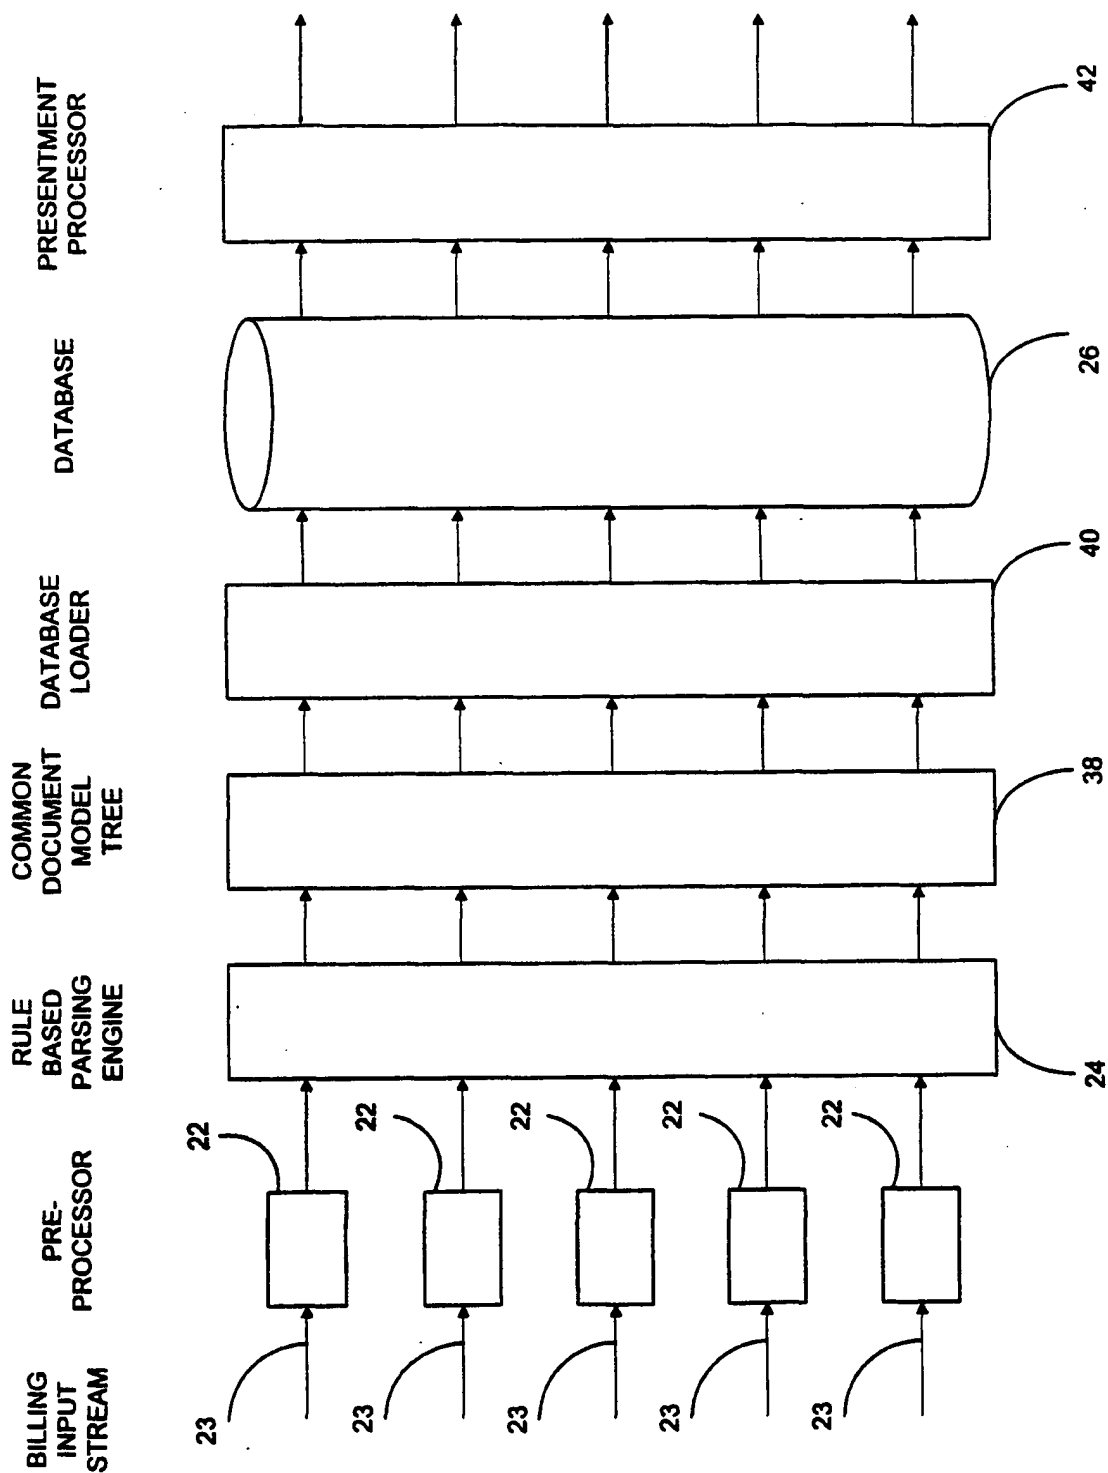 BILLING
INPUT
STREAM
PRE-
PROCESSOR
RULE
BASED
PARSING
ENGINE
COMMON
DOCUMENT
MODEL
TREE
DATABASE
LOADER
DATABASE
PRESENTMENT
PROCESSOR
23
22
23
22
23
22
23
22
23
22
24
38
40
26
42